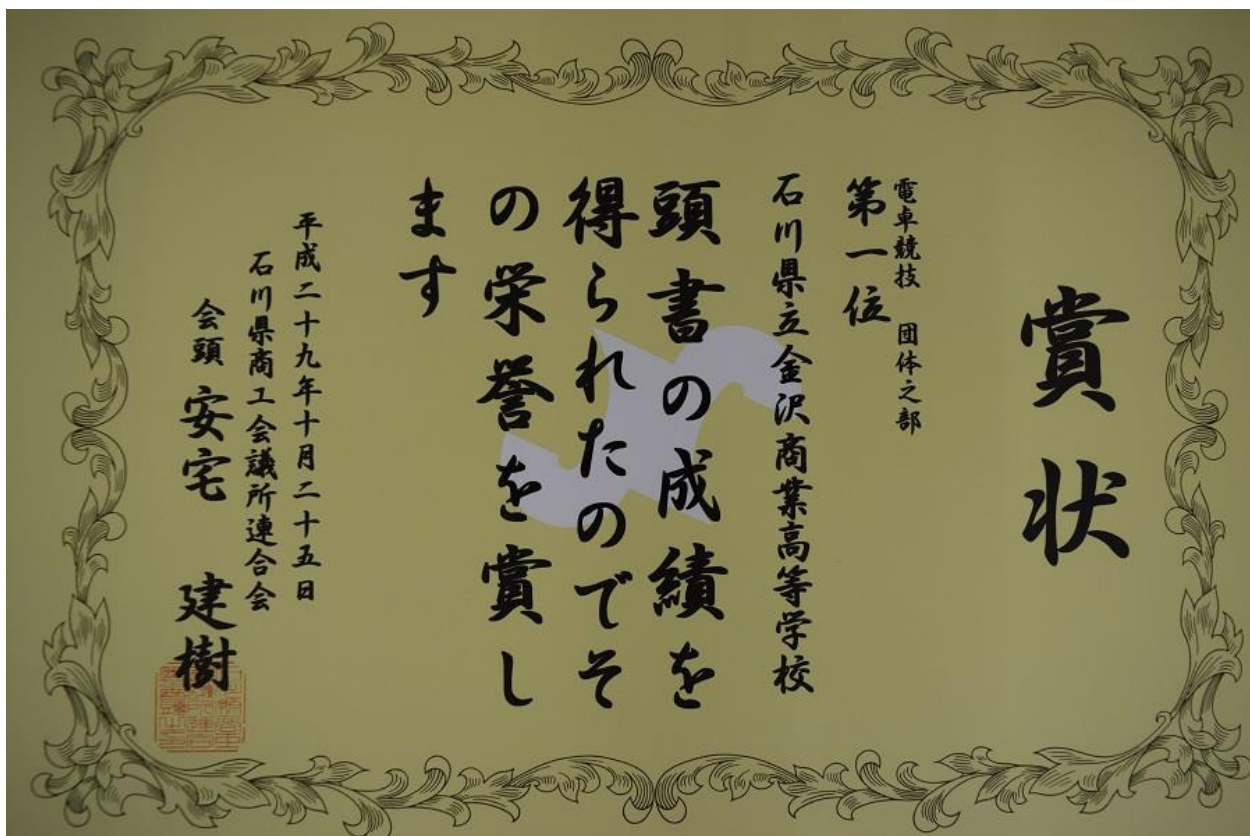 賞状
電卓競技 団体之部
第一位
石川県立金沢商業高等学校
頭書の成績を
得られたのでそ
の栄誉を賞し
ます
平成二十九年十月二十五日
石川県商工会議所連合会
会頭 安宅 建樹